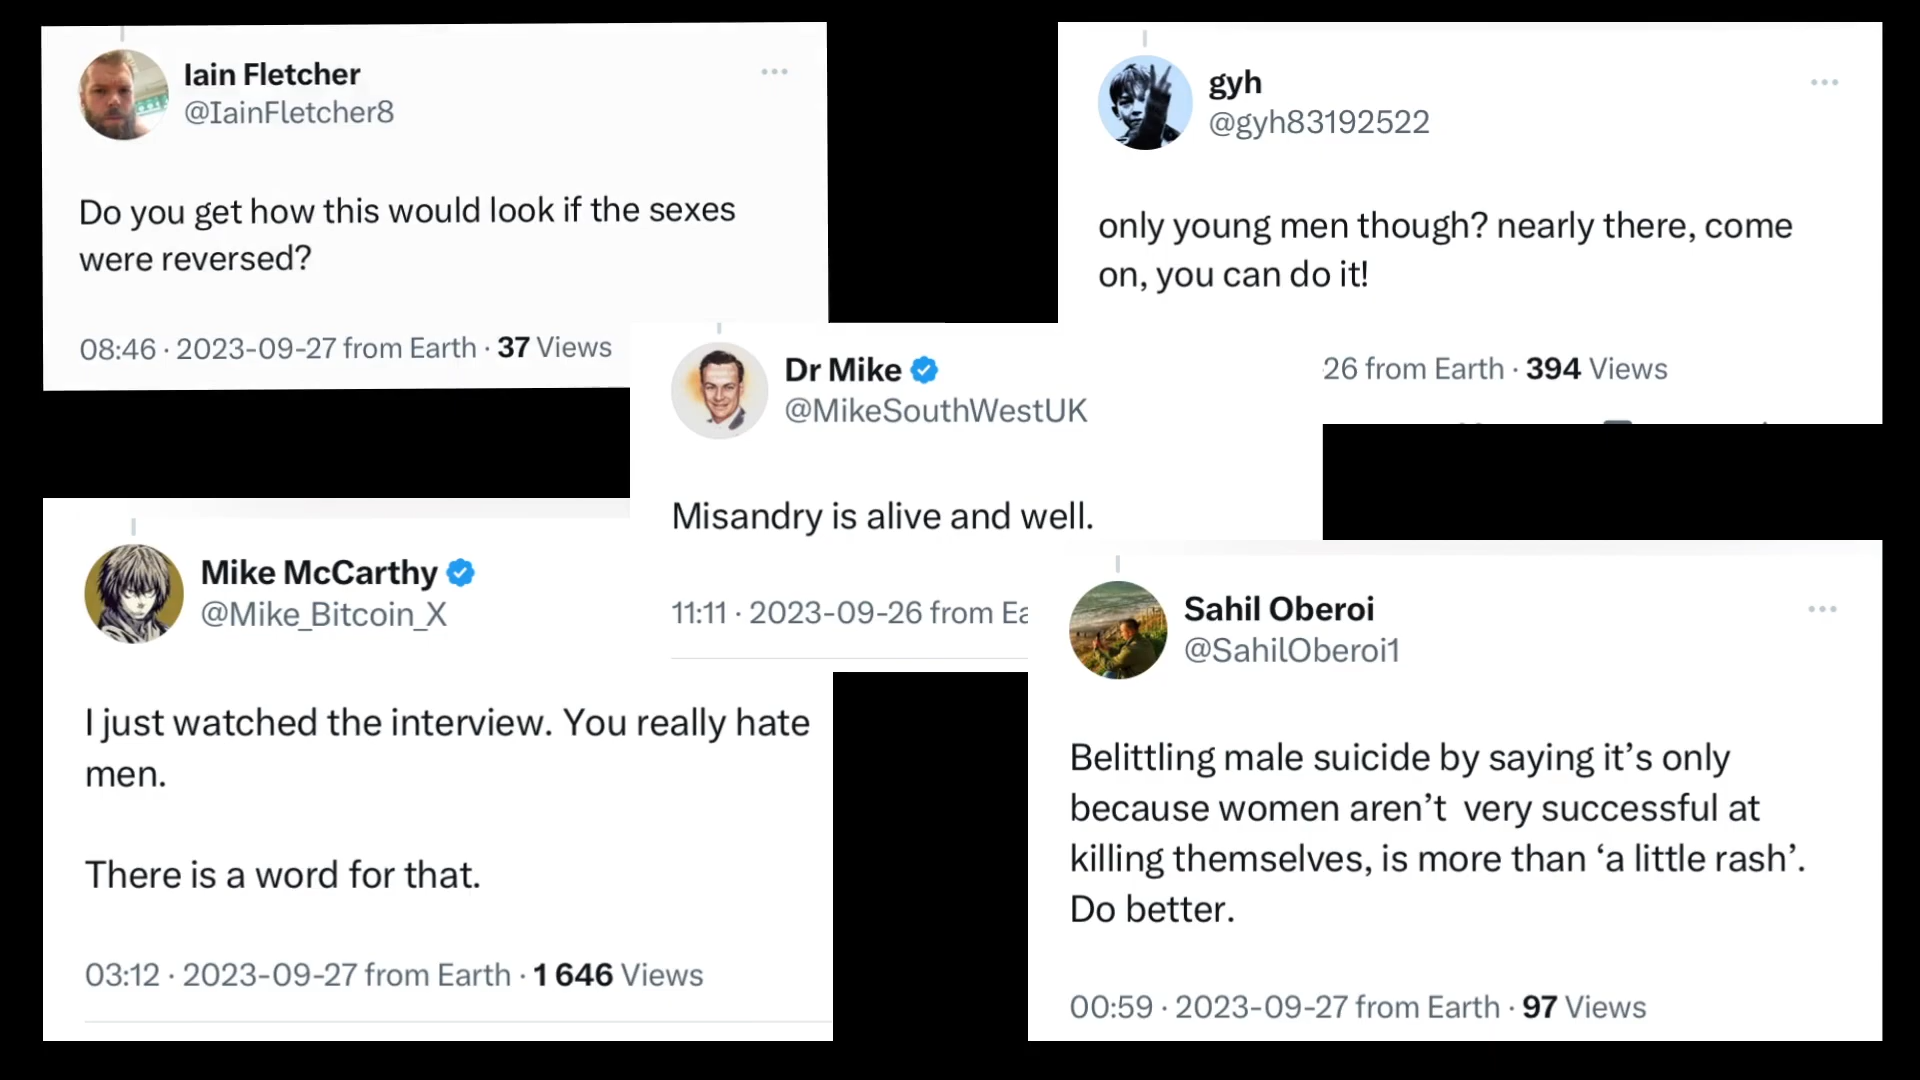 Iain Fletcher
@IainFletcher8
Do you get how this would look if the sexes
were reversed?
08:46 · 2023-09-27 from Earth · 37 Views
gyh
@gyh83192522
only young men though? nearly there, come
on, you can do it!
26 from Earth · 394 Views
Dr Mike
@MikeSouthWestUK
Misandry is alive and well.
11:11 · 2023-09-26 from Ea
Mike McCarthy
@Mike_Bitcoin_X
I just watched the interview. You really hate
men.
There is a word for that.
03:12 · 2023-09-27 from Earth · 1 646 Views
Sahil Oberoi
@SahilOberoi1
Belittling male suicide by saying it’s only
because women aren’t  very successful at
killing themselves, is more than ‘a little rash’.
Do better.
00:59 · 2023-09-27 from Earth · 97 Views